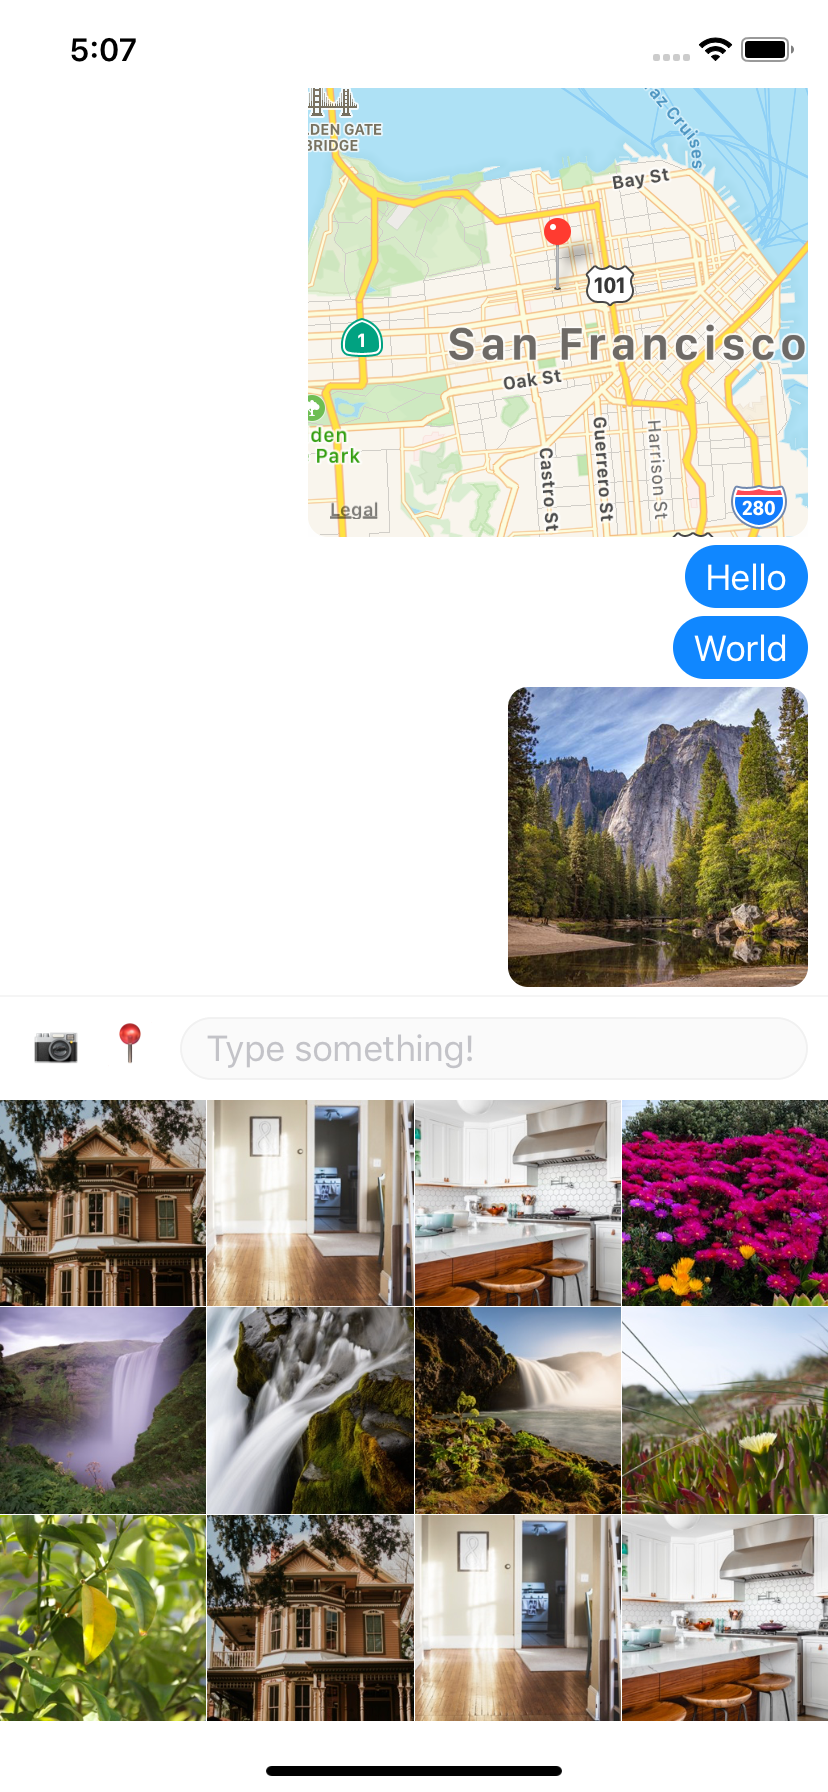 5:07
az Cruises
LDEN GATE
BRIDGE
Bay St
101
1
San Francisco
Oak St
den
Park
Castro St
Guerrero St
Harrison St
Legal
280
Hello
World
Type something!